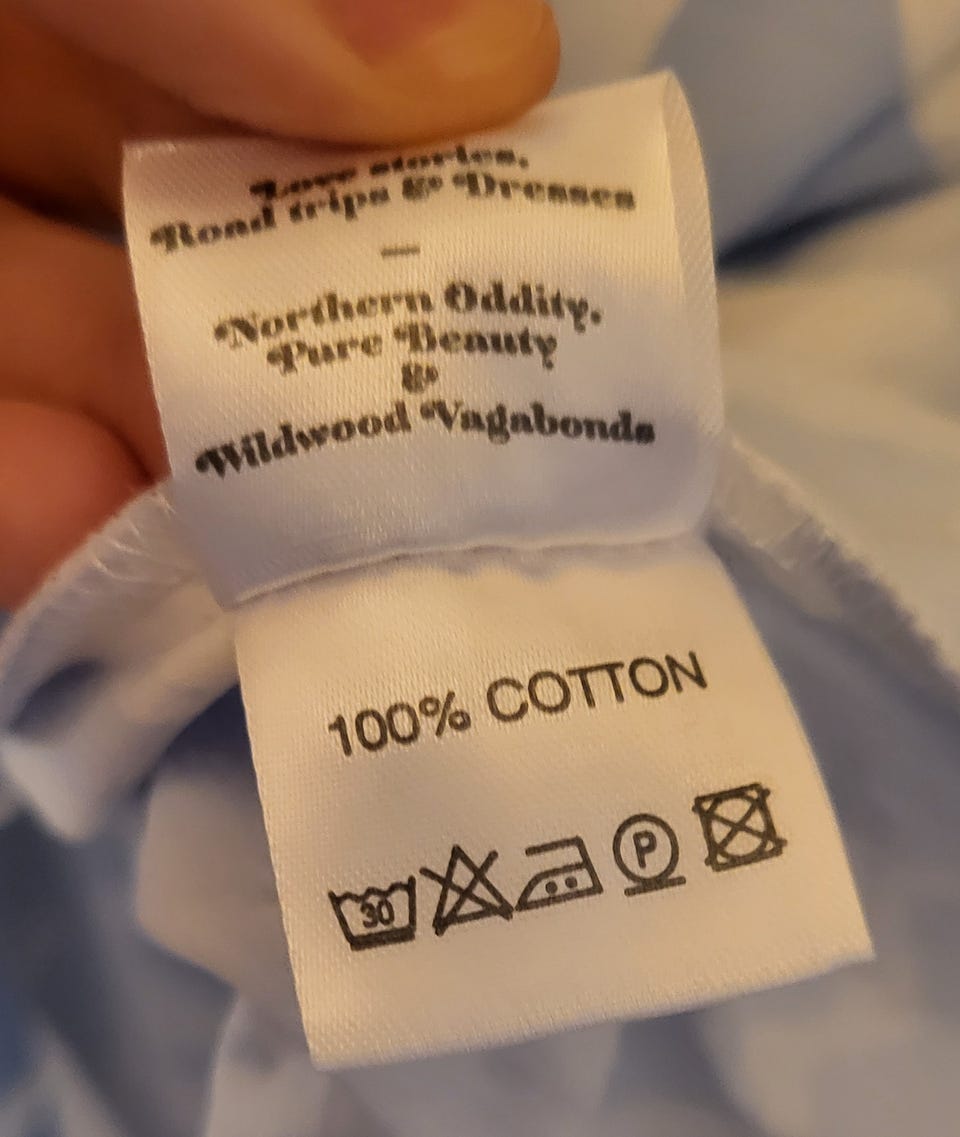 Love stories,
Road trips & Dresses
—
Northern Oddity,
Pure Beauty
&
Wildwood Vagabonds
100% COTTON
30
P